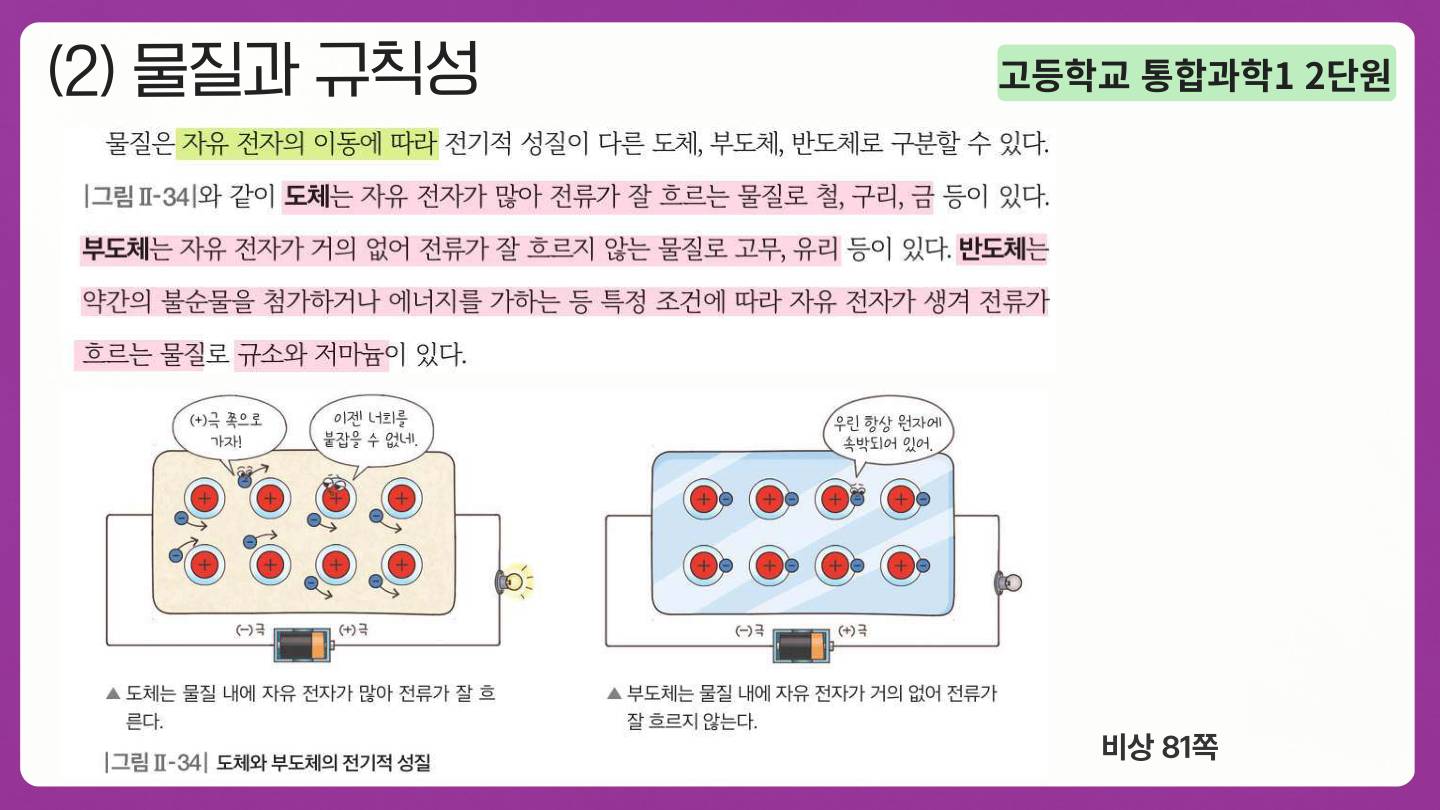 (2) 물질과 규칙성
고등학교 통합과학1 2단원
물질은 자유 전자의 이동에 따라 전기적 성질이 다른 도체, 부도체, 반도체로 구분할 수 있다.
|그림 Ⅱ-34|와 같이 도체는 자유 전자가 많아 전류가 잘 흐르는 물질로 철, 구리, 금 등이 있다.
부도체는 자유 전자가 거의 없어 전류가 잘 흐르지 않는 물질로 고무, 유리 등이 있다. 반도체는
약간의 불순물을 첨가하거나 에너지를 가하는 등 특정 조건에 따라 자유 전자가 생겨 전류가
흐르는 물질로 규소와 저마늄이 있다.
(+)극 쪽으로
가자!
이젠 너희를
붙잡을 수 없네.
(-)극
(+)극
▲ 도체는 물질 내에 자유 전자가 많아 전류가 잘 흐
른다.
우린 항상 원자에
속박되어 있어.
(-)극
(+)극
▲ 부도체는 물질 내에 자유 전자가 거의 없어 전류가
잘 흐르지 않는다.
|그림 Ⅱ-34| 도체와 부도체의 전기적 성질
비상 81쪽